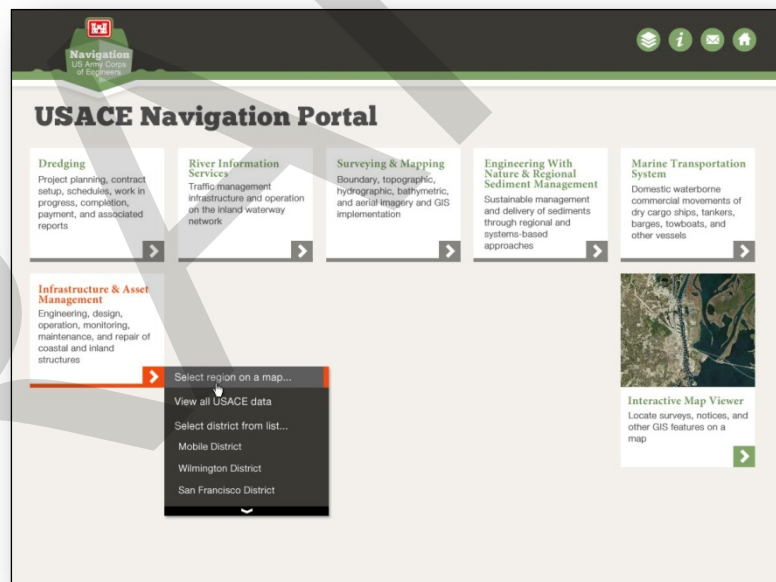 Navigation
US Army Corps
of Engineers
USACE Navigation Portal
Dredging
Project planning, contract
setup, schedules, work in
progress, completion,
payment, and associated
reports
River Information
Services
Traffic management
infrastructure and operation
on the inland waterway
network
Surveying & Mapping
Boundary, topographic,
hydrographic, bathymetric,
and aerial imagery and GIS
implementation
Engineering With
Nature & Regional
Sediment Management
Sustainable management
and delivery of sediments
through regional and
systems-based
approaches
Marine Transportation
System
Domestic waterborne
commercial movements of
dry cargo ships, tankers,
barges, towboats, and
other vessels
Infrastructure & Asset
Management
Engineering, design,
operation, monitoring,
maintenance, and repair of
coastal and inland
structures
Select region on a map...
View all USACE data
Select district from list...
Mobile District
Wilmington District
San Francisco District
Interactive Map Viewer
Locate surveys, notices, and
other GIS features on a
map